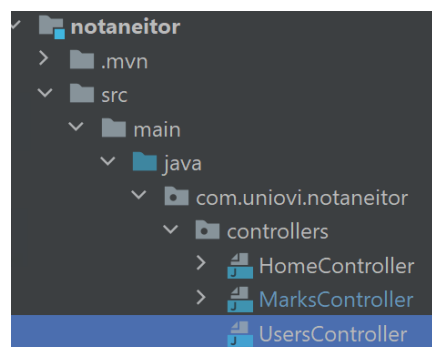 notaneitor
.mvn
src
main
java
com.uniovi.notaneitor
controllers
HomeController
MarksController
UsersController